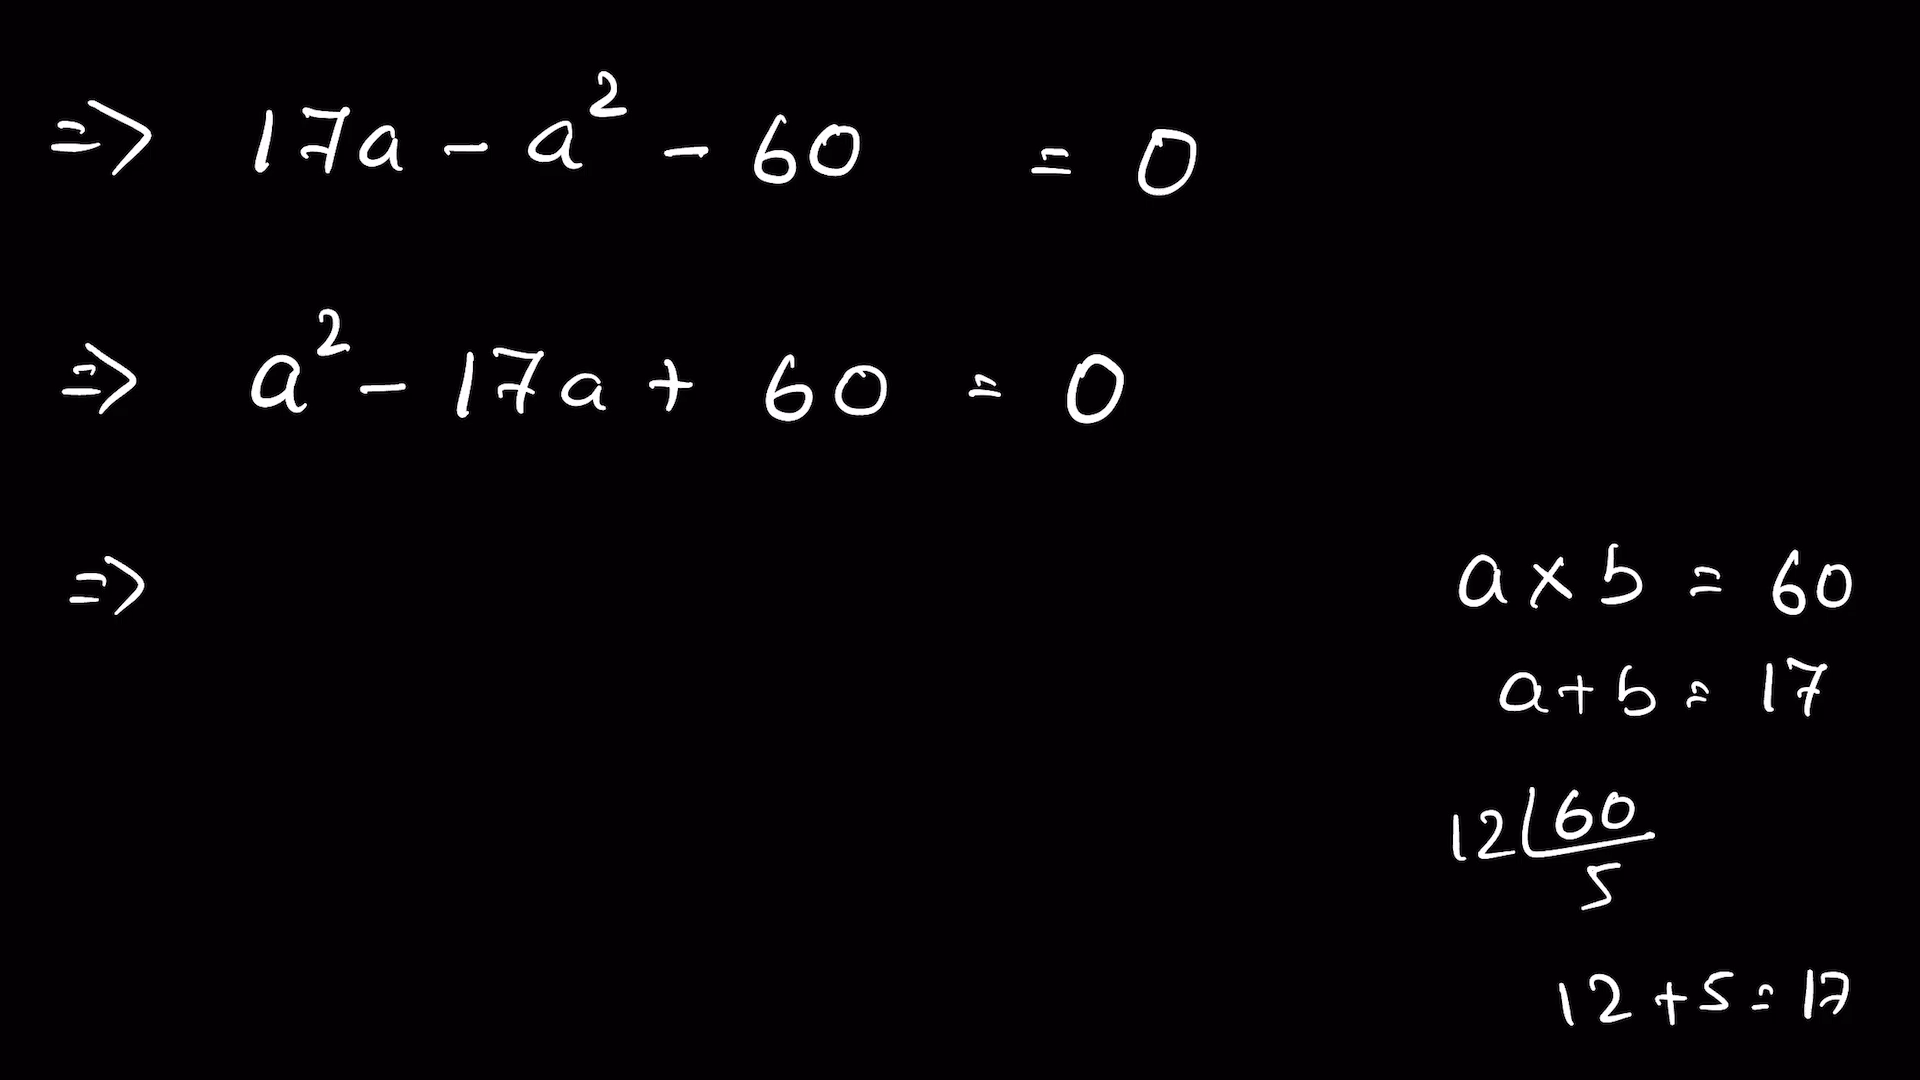 => 17a - a² - 60 = 0
=> a² - 17a + 60 = 0
=>
a × b = 60
a + b = 17
12 | 60
5
12 + 5 = 17